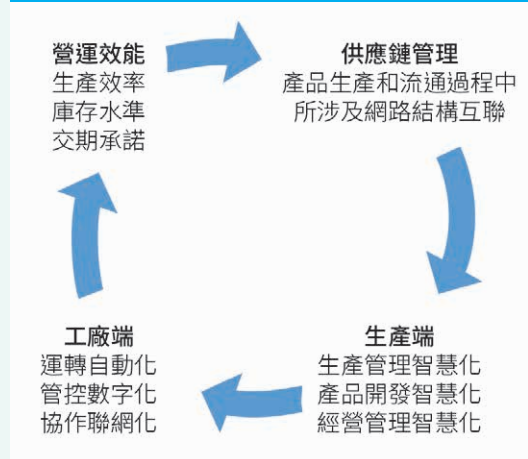 營運效能
生產效率
庫存水準
交期承諾
供應鏈管理
產品生產和流通過程中
所涉及網路結構互聯
工廠端
運轉自動化
管控數字化
協作聯網化
生產端
生產管理智慧化
產品開發智慧化
經營管理智慧化